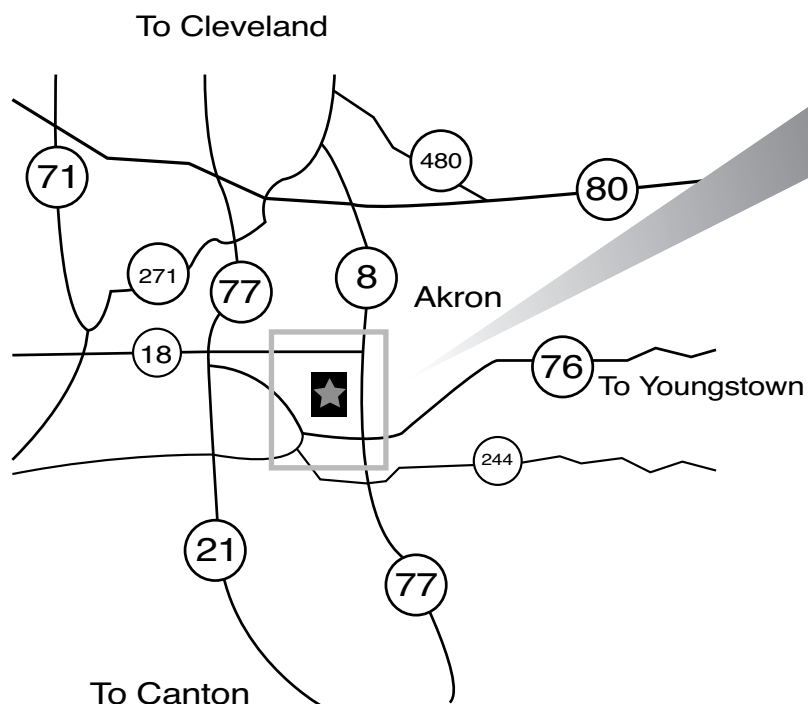 To Cleveland
480
71
80
271
77
8
Akron
18
76
To Youngstown
244
21
77
To Canton